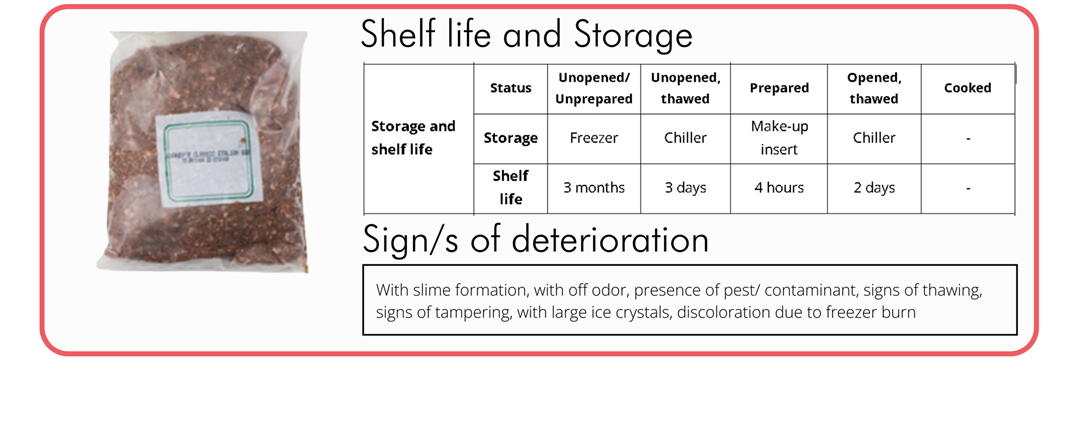 Shelf life and Storage
Storage and shelf life
Status
Unopened/ Unprepared
Unopened, thawed
Prepared
Opened, thawed
Cooked
Storage
Freezer
Chiller
Make-up insert
Chiller
-
Shelf life
3 months
3 days
4 hours
2 days
-
Sign/s of deterioration
With slime formation, with off odor, presence of pest/ contaminant, signs of thawing,
signs of tampering, with large ice crystals, discoloration due to freezer burn